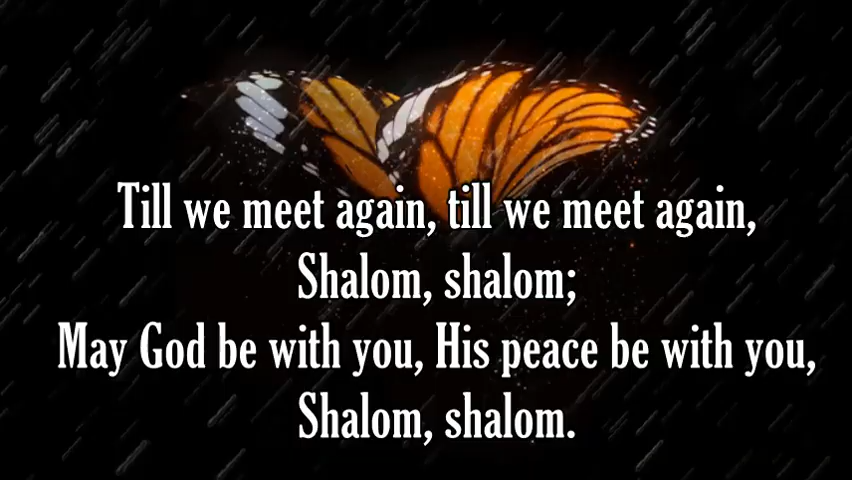 Till we meet again, till we meet again,
Shalom, shalom;
May God be with you, His peace be with you,
Shalom, shalom.